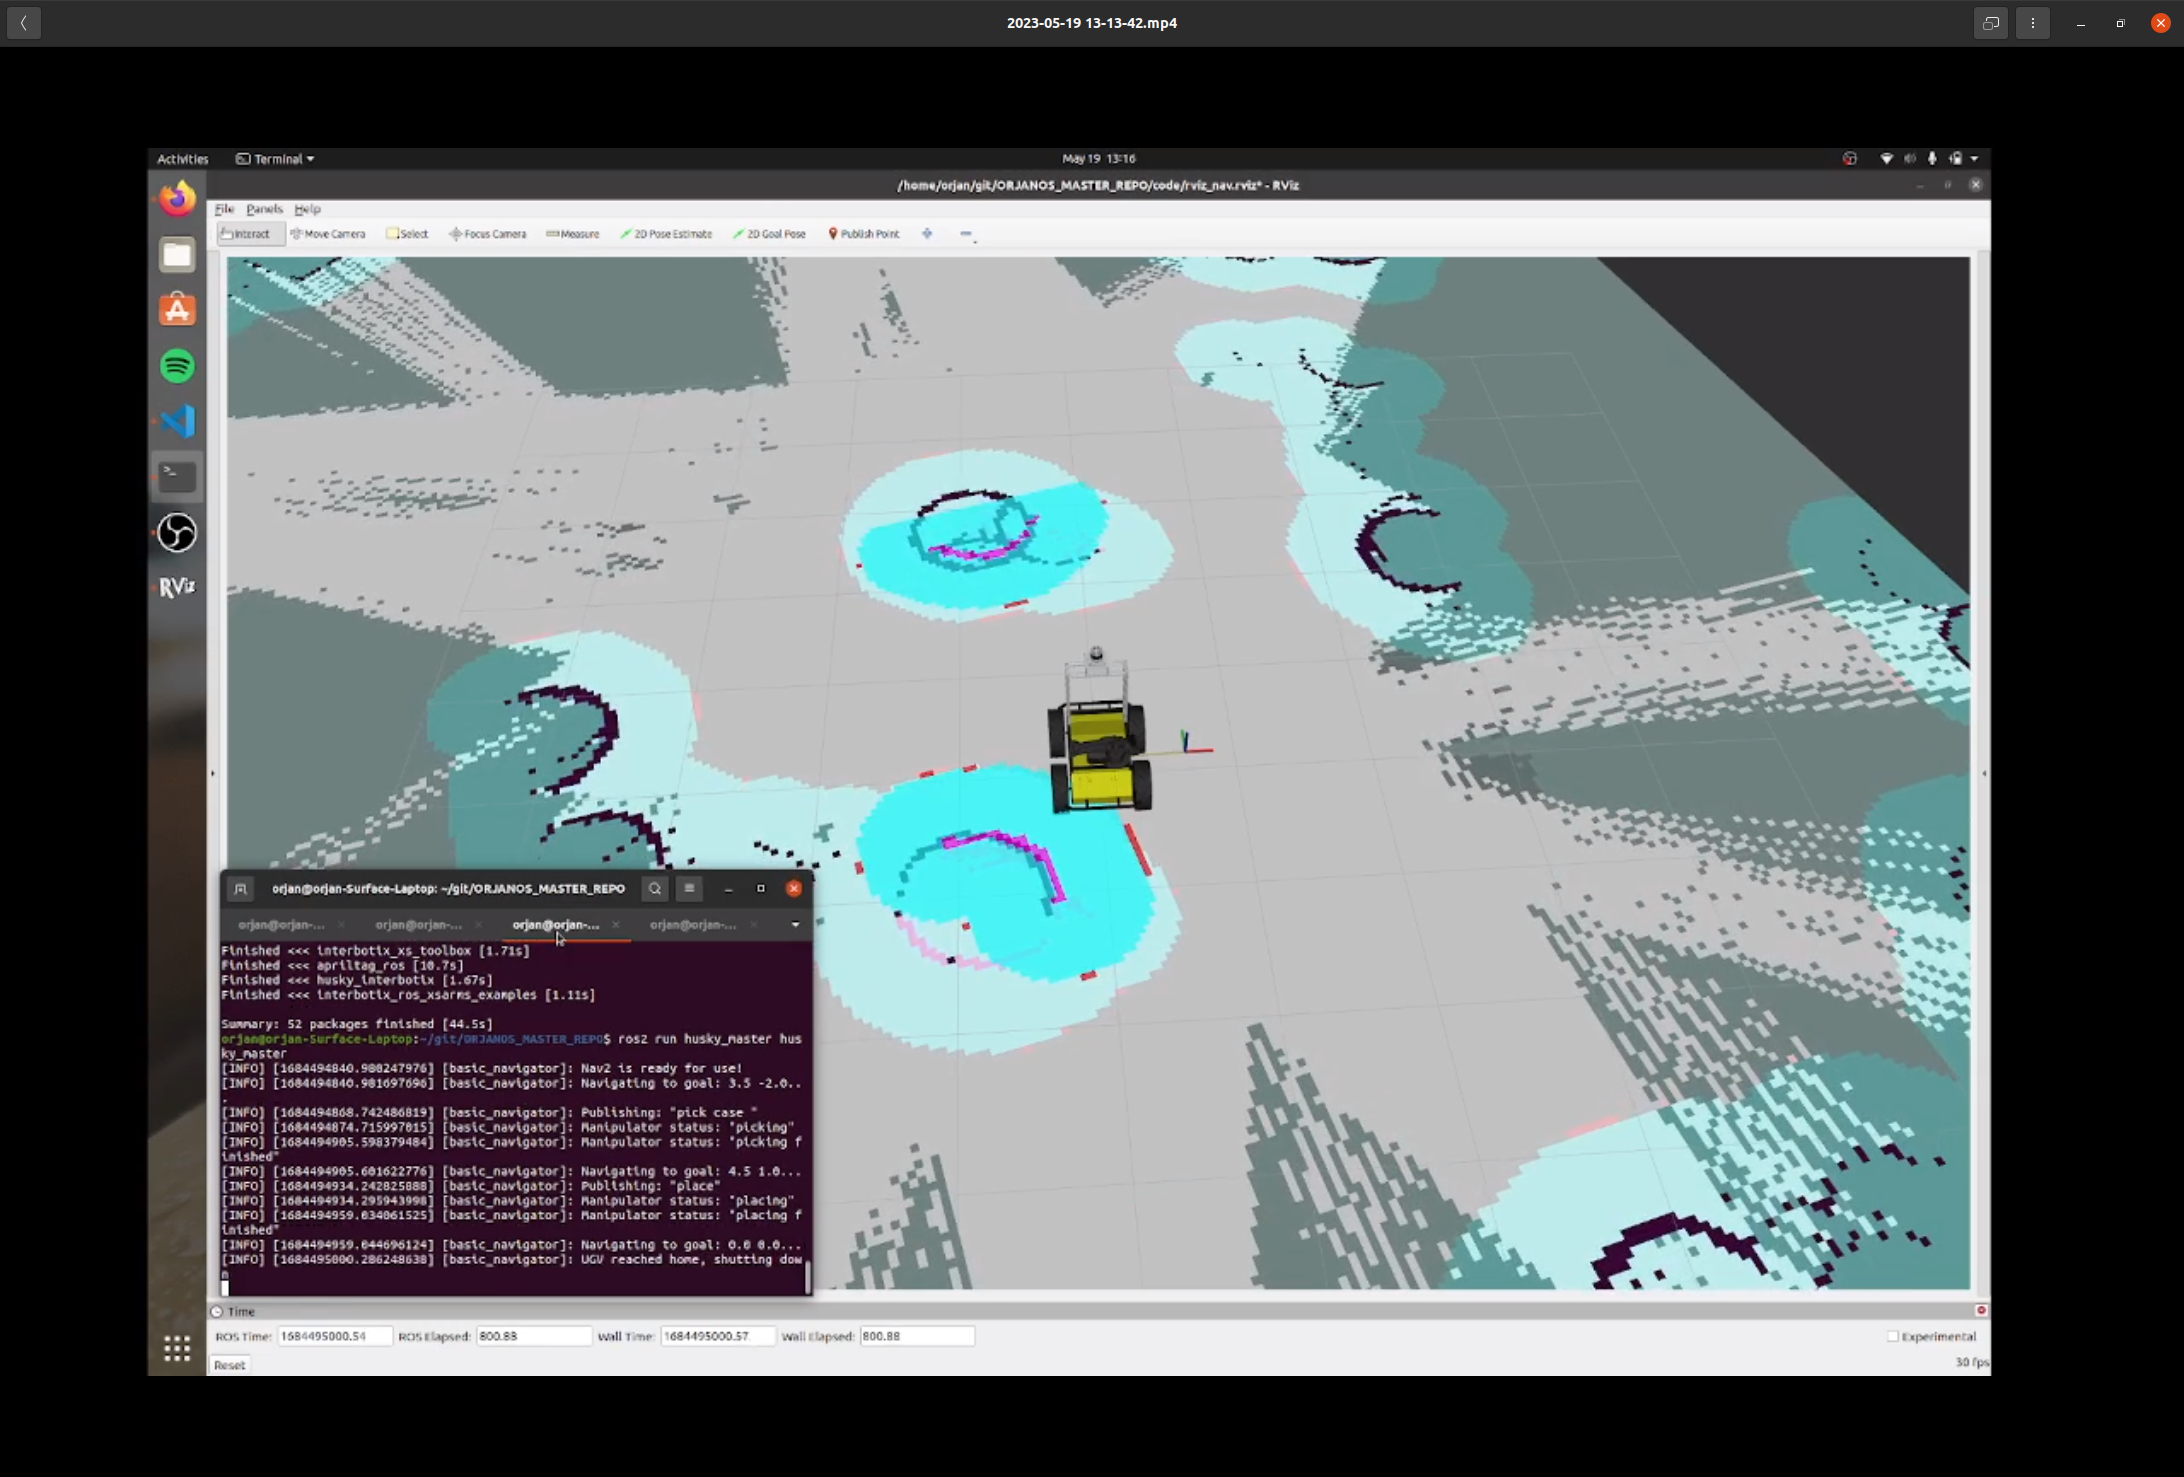 2023-05-19 13-13-42.mp4
Activities
Terminal
May 19 13:16
/home/orjan/git/ORJANOS_MASTER_REPO/code/rviz_nav.rviz* - RViz
File Panels Help
Interact Move Camera Select Focus Camera Measure 2D Pose Estimate 2D Goal Pose Publish Point
RViz
orjan@orjan-Surface-Laptop: ~/git/ORJANOS_MASTER_REPO
orjan@orjan-... orjan@orjan-... orjan@orjan-... orjan@orjan-...
Finished <<< interbotix_xs_toolbox [1.71s]
Finished <<< apriltag_ros [10.7s]
Finished <<< husky_interbotix [1.67s]
Finished <<< interbotix_ros_xsarms_examples [1.11s]
Summary: 52 packages finished [44.5s]
orjan@orjan-Surface-Laptop:~/git/ORJANOS_MASTER_REPO$ ros2 run husky_master hus
ky_master
[INFO] [1684494840.980247976] [basic_navigator]: Nav2 is ready for use!
[INFO] [1684494840.981697696] [basic_navigator]: Navigating to goal: 3.5 -2.0..
.
[INFO] [1684494868.742486819] [basic_navigator]: Publishing: "pick case "
[INFO] [1684494874.715997015] [basic_navigator]: Manipulator status: "picking"
[INFO] [1684494905.598379484] [basic_navigator]: Manipulator status: "picking f
inished"
[INFO] [1684494905.601622776] [basic_navigator]: Navigating to goal: 4.5 1.0...
[INFO] [1684494934.242825888] [basic_navigator]: Publishing: "place"
[INFO] [1684494934.295943998] [basic_navigator]: Manipulator status: "placing"
[INFO] [1684494959.034061525] [basic_navigator]: Manipulator status: "placing f
inished"
[INFO] [1684494959.044696124] [basic_navigator]: Navigating to goal: 0.0 0.0...
[INFO] [1684495000.286248638] [basic_navigator]: UGV reached home, shutting dow
n
Time
ROS Time: 1684495000.54 ROS Elapsed: 800.88 Wall Time: 1684495000.57 Wall Elapsed: 800.88 Experimental
Reset 30 fps